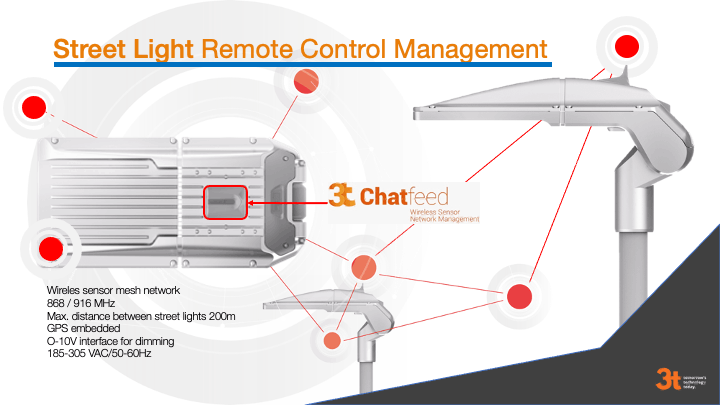 Street Light Remote Control Management
3t Chatfeed
Wireless Sensor
Network Management
Wireles sensor mesh network
868 / 916 MHz
Max. distance between street lights 200m
GPS embedded
O-10V interface for dimming
185-305 VAC/50-60Hz
3t tomorrow's
technology
today.